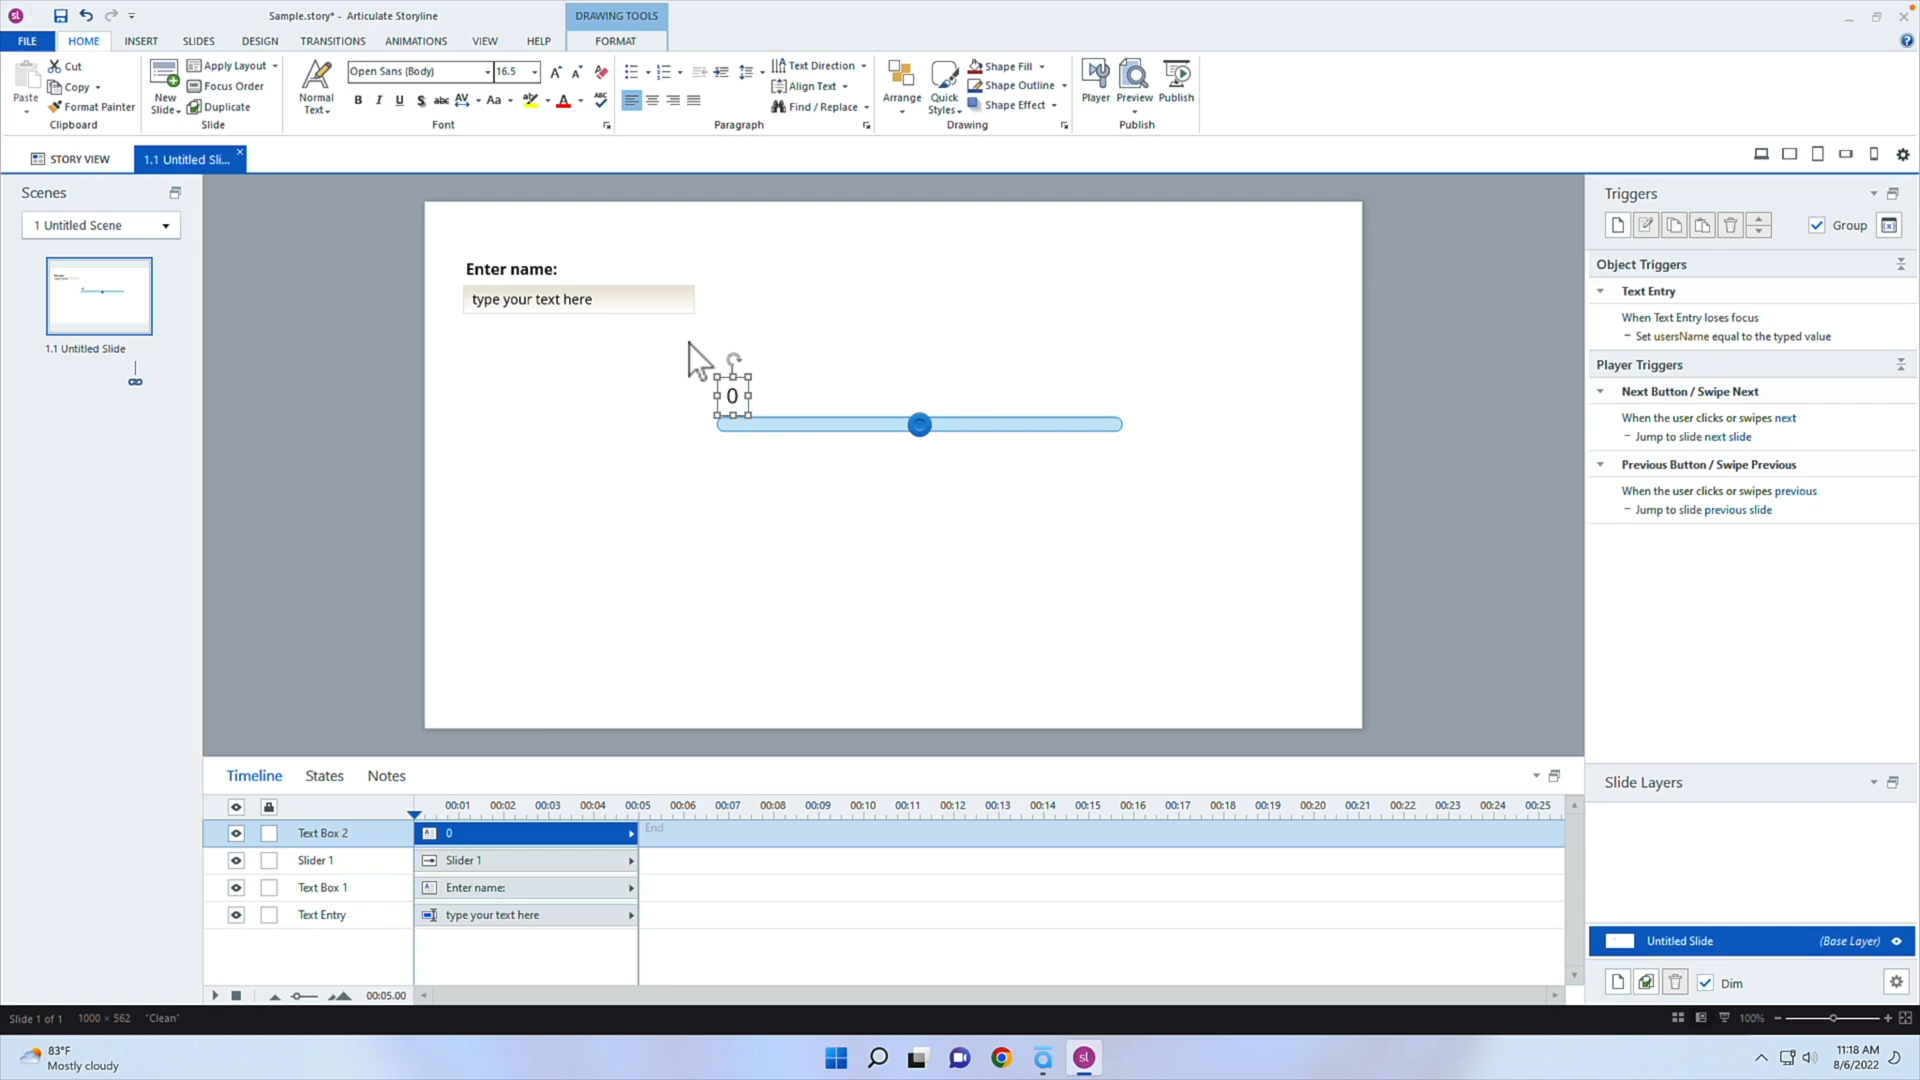 sl
Sample.story* - Articulate Storyline
DRAWING TOOLS
FILE HOME INSERT SLIDES DESIGN TRANSITIONS ANIMATIONS VIEW HELP FORMAT
Paste
Cut
Copy
Format Painter
Clipboard
New Slide
Apply Layout
Focus Order
Duplicate
Slide
Normal Text
Open Sans (Body) 16.5
B I U S abc AV Aa A
Font
Text Direction
Align Text
Find / Replace
Paragraph
Arrange
Quick Styles
Shape Fill
Shape Outline
Shape Effect
Drawing
Player Preview Publish
Publish
STORY VIEW
1.1 Untitled Sli...
Scenes
1 Untitled Scene
1.1 Untitled Slide
Enter name:
type your text here
0
Triggers
Group
Object Triggers
Text Entry
When Text Entry loses focus
Set usersName equal to the typed value
Player Triggers
Next Button / Swipe Next
When the user clicks or swipes next
Jump to slide next slide
Previous Button / Swipe Previous
When the user clicks or swipes previous
Jump to slide previous slide
Timeline States Notes
00:01 00:02 00:03 00:04 00:05 00:06 00:07 00:08 00:09 00:10 00:11 00:12 00:13 00:14 00:15 00:16 00:17 00:18 00:19 00:20 00:21 00:22 00:23 00:24 00:25
Text Box 2 0 End
Slider 1 Slider 1
Text Box 1 Enter name:
Text Entry type your text here
00:05.00
Slide Layers
Untitled Slide (Base Layer)
Dim
Slide 1 of 1 1000 × 562 "Clean"
100%
83°F
Mostly cloudy
sl
11:18 AM
8/6/2022